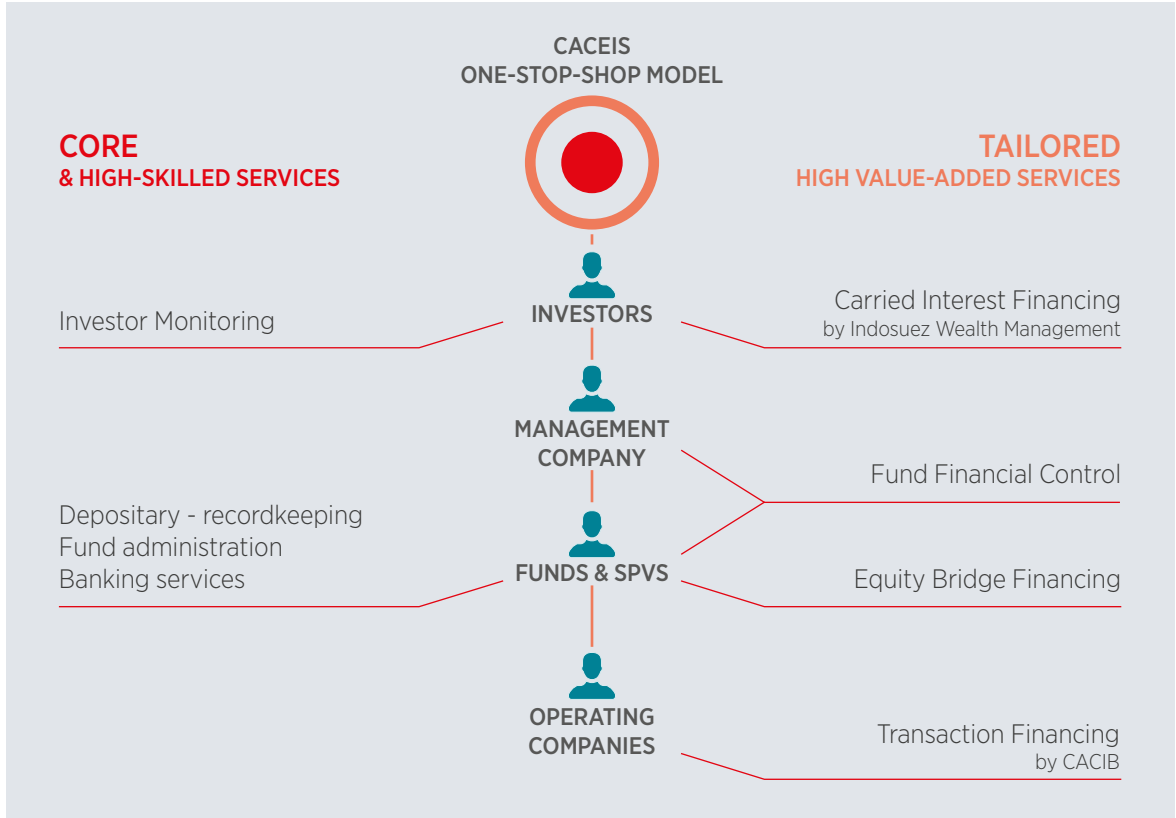 CACEIS
ONE-STOP-SHOP MODEL
CORE
& HIGH-SKILLED SERVICES
TAILORED
HIGH VALUE-ADDED SERVICES
Investor Monitoring
INVESTORS
Carried Interest Financing
by Indosuez Wealth Management
MANAGEMENT
COMPANY
Fund Financial Control
Depositary - recordkeeping
Fund administration
Banking services
FUNDS & SPVS
Equity Bridge Financing
OPERATING
COMPANIES
Transaction Financing
by CACIB